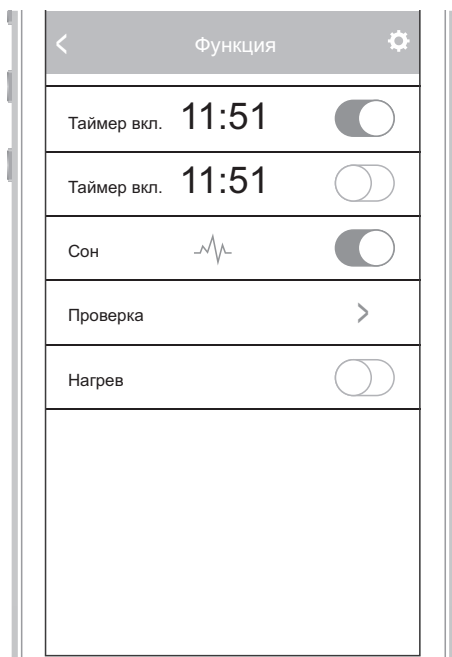 Функция
Таймер вкл. 11:51
Таймер вкл. 11:51
Сон
Проверка
Нагрев